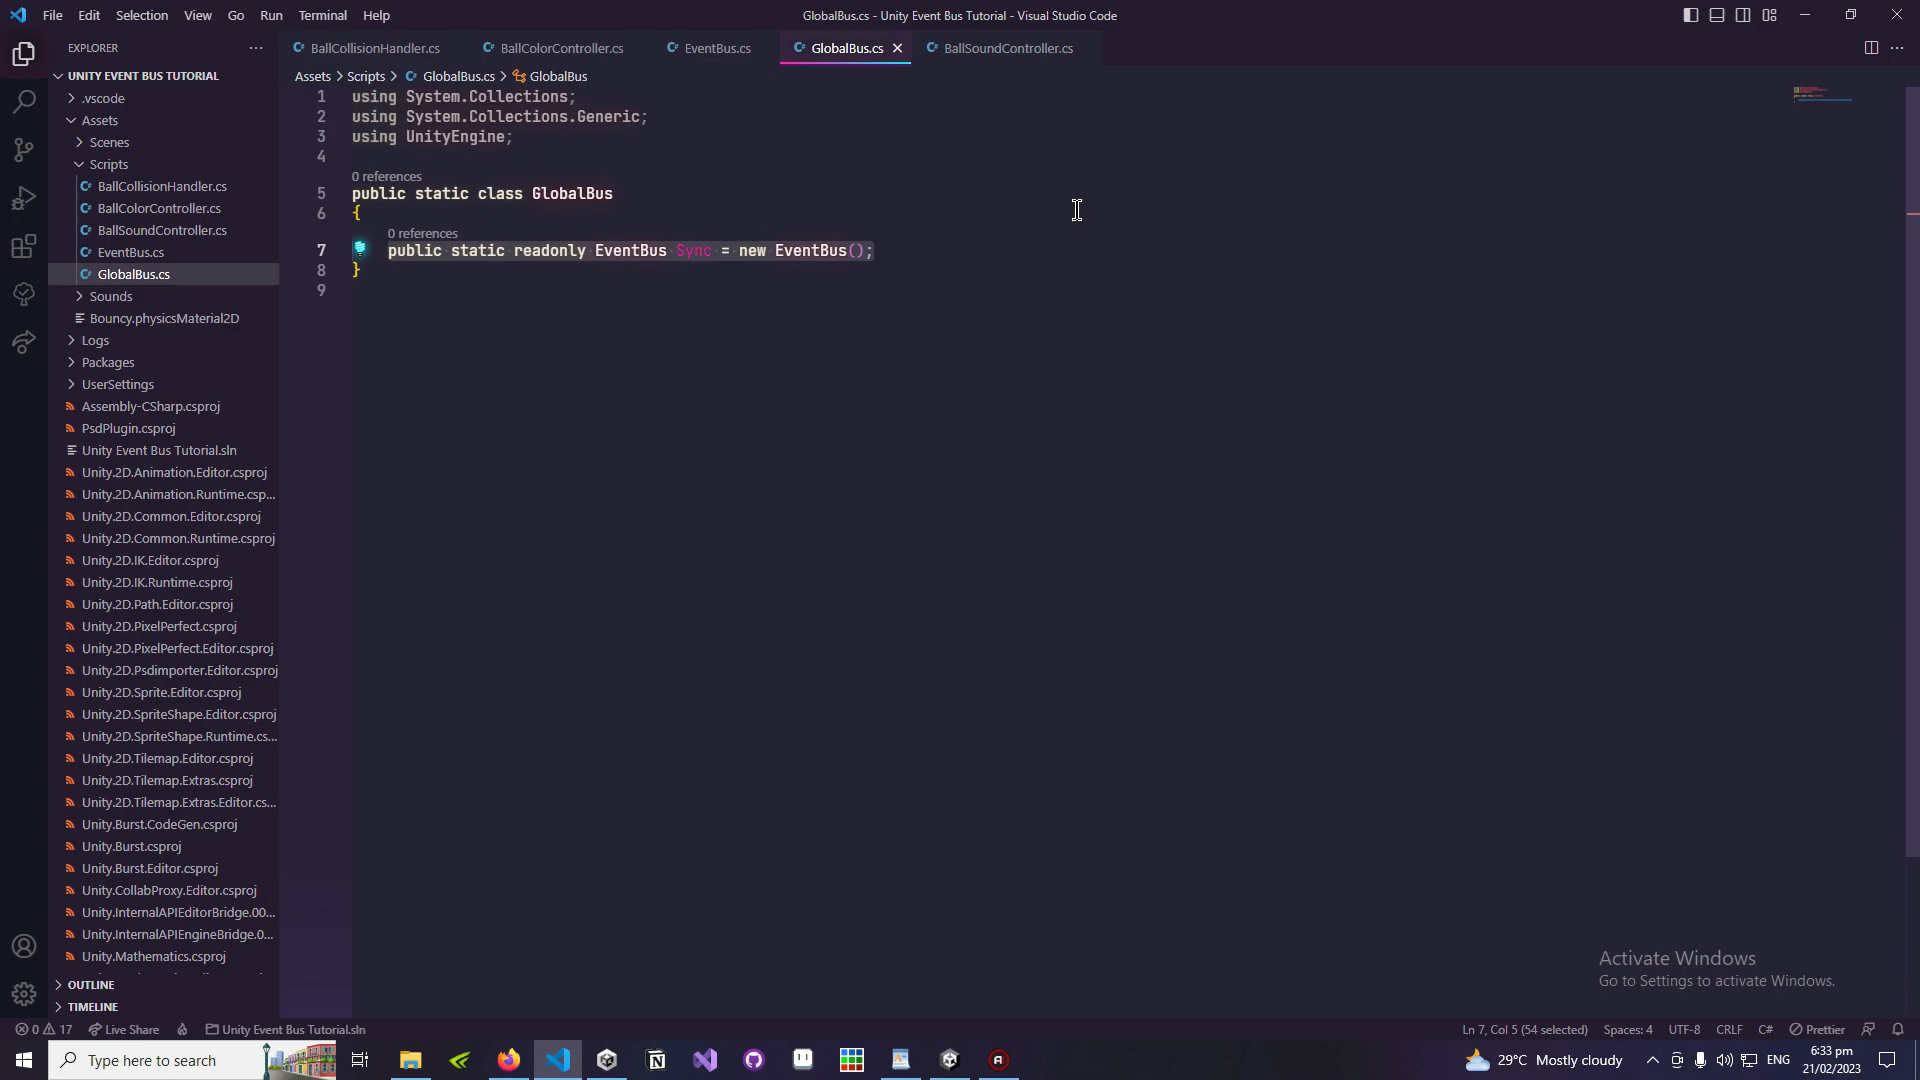 File Edit Selection View Go Run Terminal Help
GlobalBus.cs - Unity Event Bus Tutorial - Visual Studio Code
EXPLORER
BallCollisionHandler.cs BallColorController.cs EventBus.cs GlobalBus.cs BallSoundController.cs
UNITY EVENT BUS TUTORIAL
Assets > Scripts > GlobalBus.cs > GlobalBus
.vscode
Assets
Scenes
Scripts
BallCollisionHandler.cs
BallColorController.cs
BallSoundController.cs
EventBus.cs
GlobalBus.cs
Sounds
Bouncy.physicsMaterial2D
Logs
Packages
UserSettings
Assembly-CSharp.csproj
PsdPlugin.csproj
Unity Event Bus Tutorial.sln
Unity.2D.Animation.Editor.csproj
Unity.2D.Animation.Runtime.csp...
Unity.2D.Common.Editor.csproj
Unity.2D.Common.Runtime.csproj
Unity.2D.IK.Editor.csproj
Unity.2D.IK.Runtime.csproj
Unity.2D.Path.Editor.csproj
Unity.2D.PixelPerfect.csproj
Unity.2D.PixelPerfect.Editor.csproj
Unity.2D.Psdimporter.Editor.csproj
Unity.2D.Sprite.Editor.csproj
Unity.2D.SpriteShape.Editor.csproj
Unity.2D.SpriteShape.Runtime.cs...
Unity.2D.Tilemap.Editor.csproj
Unity.2D.Tilemap.Extras.csproj
Unity.2D.Tilemap.Extras.Editor.cs...
Unity.Burst.CodeGen.csproj
Unity.Burst.csproj
Unity.Burst.Editor.csproj
Unity.CollabProxy.Editor.csproj
Unity.InternalAPIEditorBridge.00...
Unity.InternalAPIEngineBridge.0...
Unity.Mathematics.csproj
OUTLINE
TIMELINE
1 using System.Collections;
2 using System.Collections.Generic;
3 using UnityEngine;
4
0 references
5 public static class GlobalBus
6 {
0 references
7 public static readonly EventBus Sync = new EventBus();
8 }
9
Activate Windows
Go to Settings to activate Windows.
0 17 Live Share Unity Event Bus Tutorial.sln
Ln 7, Col 5 (54 selected) Spaces: 4 UTF-8 CRLF C# Prettier
Type here to search
29°C Mostly cloudy
ENG
6:33 pm
21/02/2023